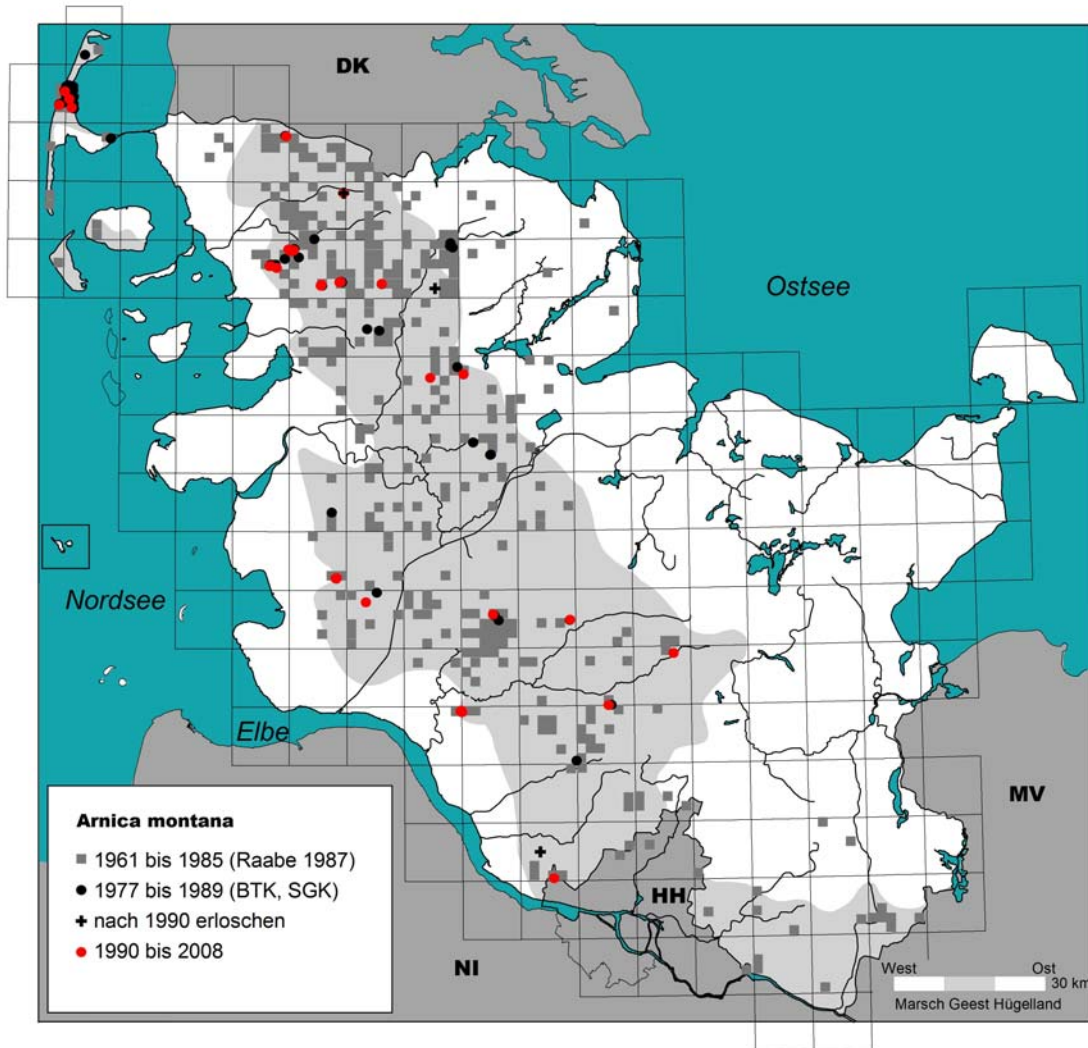 DK
Ostsee
Nordsee
Elbe
MV
HH
NI
Arnica montana
1961 bis 1985 (Raabe 1987)
1977 bis 1989 (BTK, SGK)
nach 1990 erloschen
1990 bis 2008
West Ost
30 km
Marsch Geest Hügelland